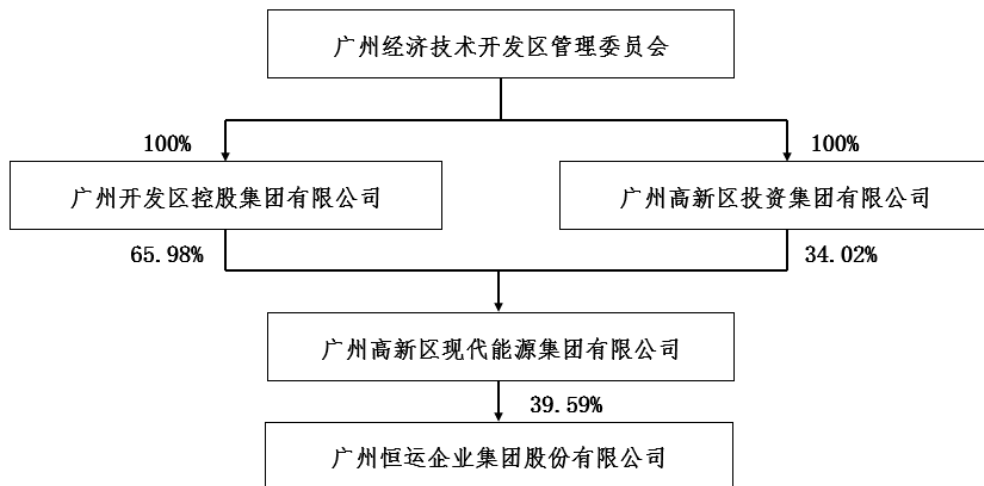 广州经济技术开发区管理委员会
100%
100%
广州开发区控股集团有限公司
广州高新区投资集团有限公司
65.98%
34.02%
广州高新区现代能源集团有限公司
39.59%
广州恒运企业集团股份有限公司